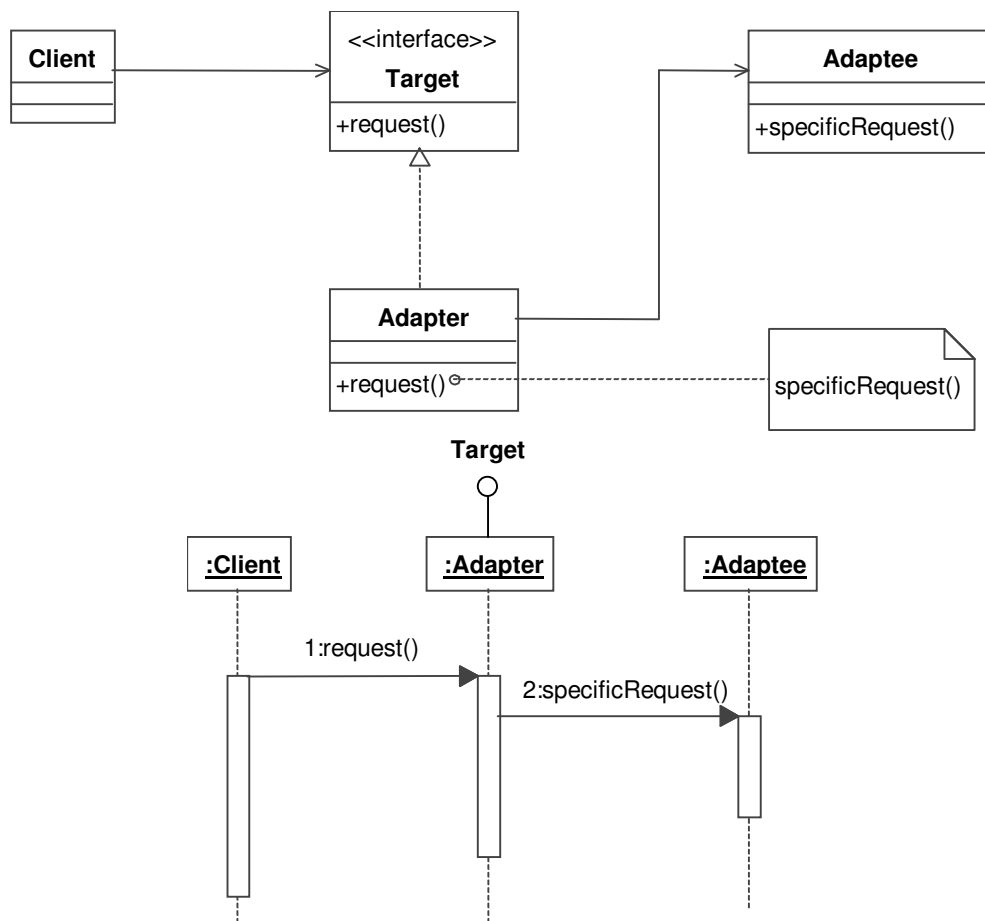 Client
<<interface>>
Target
+request()
Adaptee
+specificRequest()
Adapter
+request()
specificRequest()
Target
:Client
:Adapter
:Adaptee
1:request()
2:specificRequest()